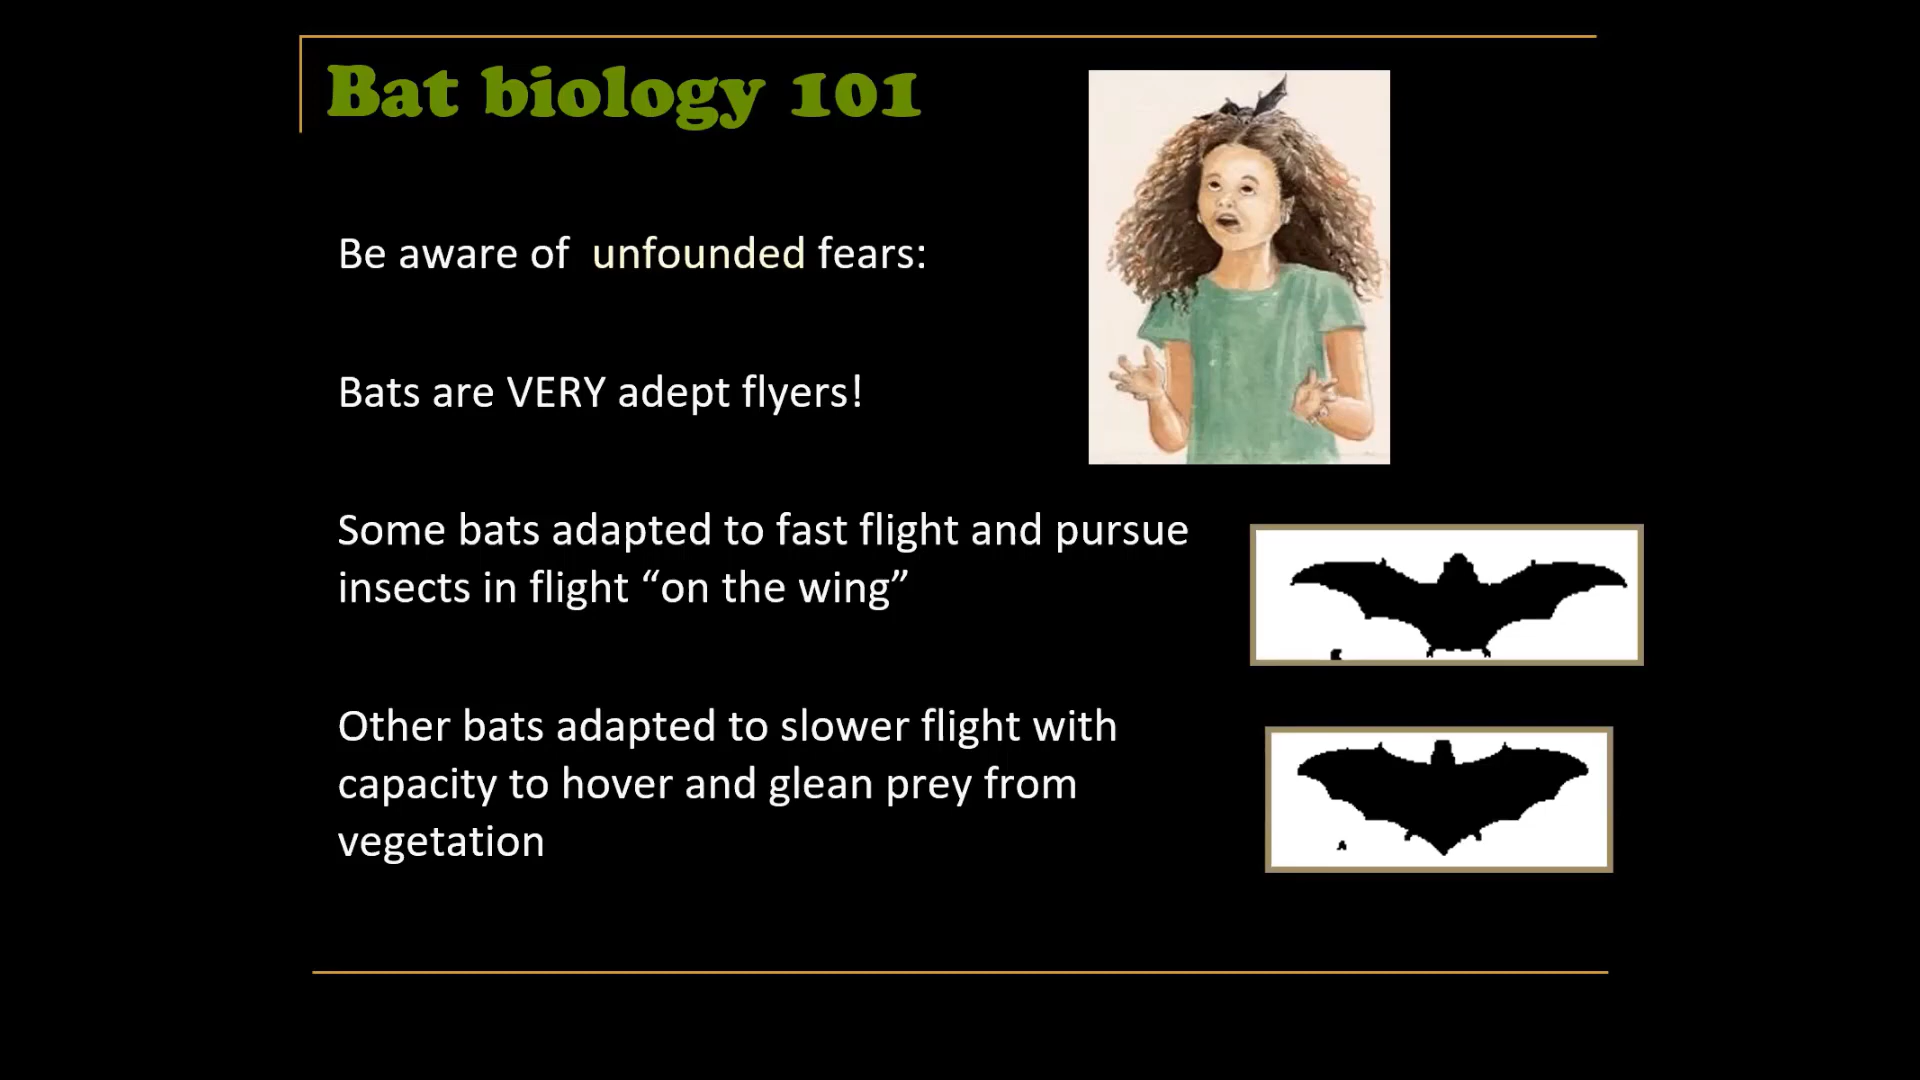 Bat biology 101
Be aware of  unfounded fears:
Bats are VERY adept flyers!
Some bats adapted to fast flight and pursue
insects in flight “on the wing”
Other bats adapted to slower flight with
capacity to hover and glean prey from
vegetation